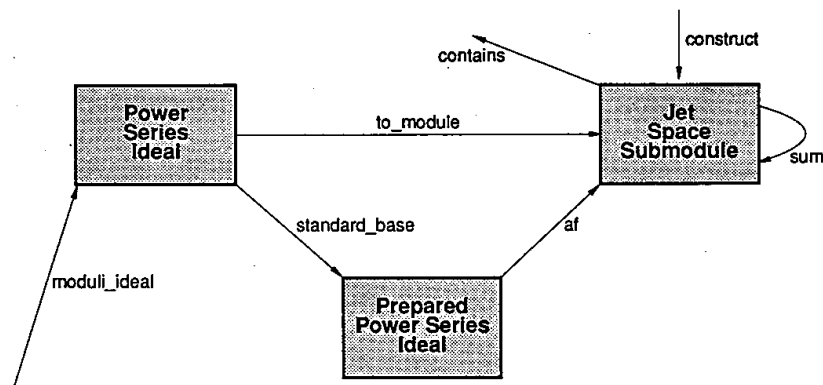 construct
contains
Power
Series
Ideal
to_module
Jet
Space
Submodule
sum
standard_base
af
moduli_ideal
Prepared
Power Series
Ideal